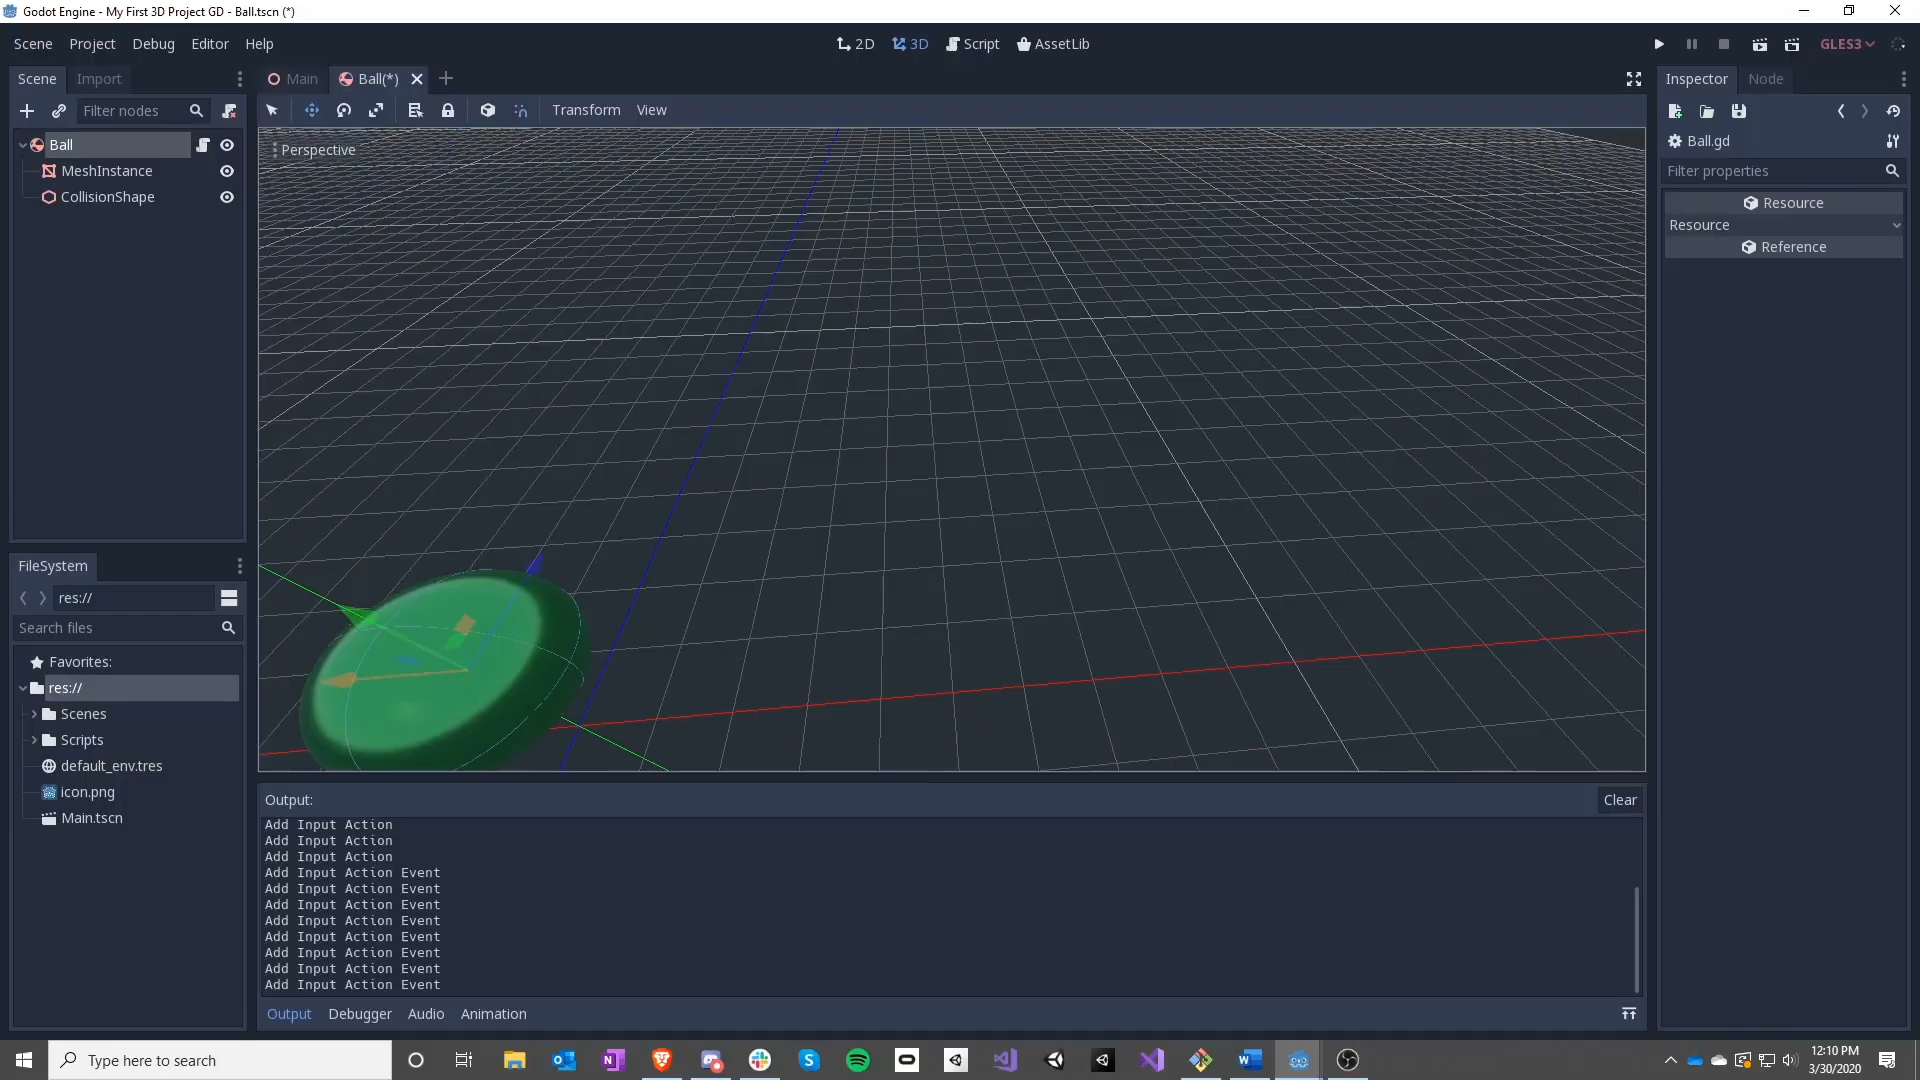 Godot Engine - My First 3D Project GD - Ball.tscn (*)
Scene Project Debug Editor Help
2D 3D Script AssetLib
GLES3
Scene Import
Filter nodes
Ball
MeshInstance
CollisionShape
FileSystem
res://
Search files
Favorites:
res://
Scenes
Scripts
default_env.tres
icon.png
Main.tscn
Main Ball(*)
Transform View
Perspective
Output:
Clear
Add Input Action
Add Input Action
Add Input Action
Add Input Action Event
Add Input Action Event
Add Input Action Event
Add Input Action Event
Add Input Action Event
Add Input Action Event
Add Input Action Event
Add Input Action Event
Output Debugger Audio Animation
Inspector Node
Ball.gd
Filter properties
Resource
Resource
Reference
Type here to search
12:10 PM
3/30/2020